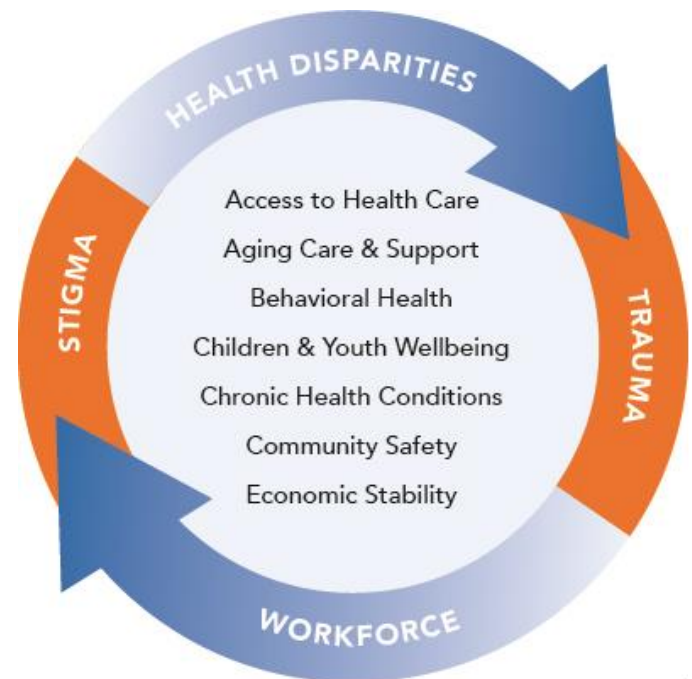 HEALTH DISPARITIES
Access to Health Care
Aging Care & Support
Behavioral Health
Children & Youth Wellbeing
Chronic Health Conditions
Community Safety
Economic Stability
TRAUMA
WORKFORCE
STIGMA